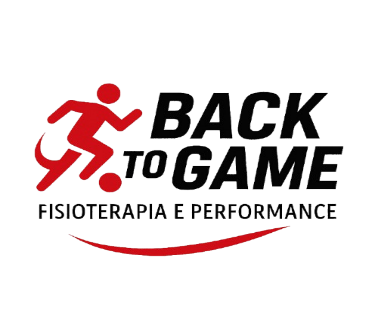 BACK
TO GAME
FISIOTERAPIA E PERFORMANCE